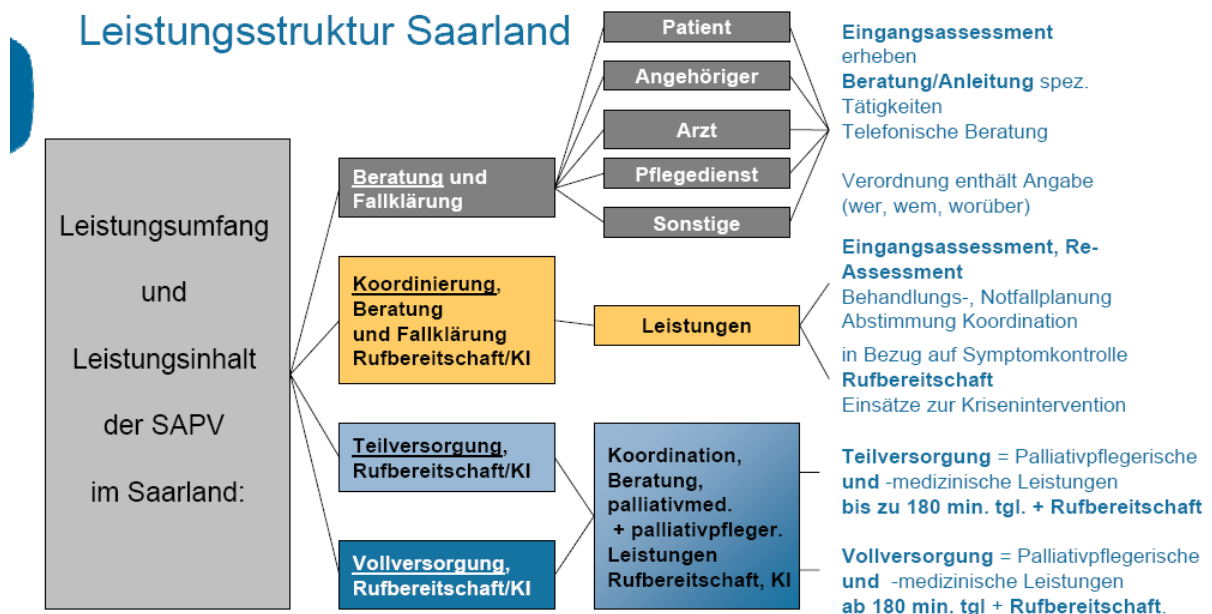 Leistungsstruktur Saarland
Leistungsumfang
und
Leistungsinhalt
der SAPV
im Saarland:
Beratung und
Fallklärung
Patient
Angehöriger
Arzt
Pflegedienst
Sonstige
Eingangsassessment
erheben
Beratung/Anleitung spez.
Tätigkeiten
Telefonische Beratung
Verordnung enthält Angabe
(wer, wem, worüber)
Koordinierung,
Beratung
und Fallklärung
Rufbereitschaft/KI
Leistungen
Eingangsassessment, Re-
Assessment
Behandlungs-, Notfallplanung
Abstimmung Koordination
in Bezug auf Symptomkontrolle
Rufbereitschaft
Einsätze zur Krisenintervention
Teilversorgung,
Rufbereitschaft/KI
Vollversorgung,
Rufbereitschaft/KI
Koordination,
Beratung,
palliativmed.
+ palliativpfleger.
Leistungen
Rufbereitschaft, KI
Teilversorgung = Palliativpflegerische
und -medizinische Leistungen
bis zu 180 min. tgl. + Rufbereitschaft
Vollversorgung = Palliativpflegerische
und -medizinische Leistungen
ab 180 min. tgl + Rufbereitschaft.